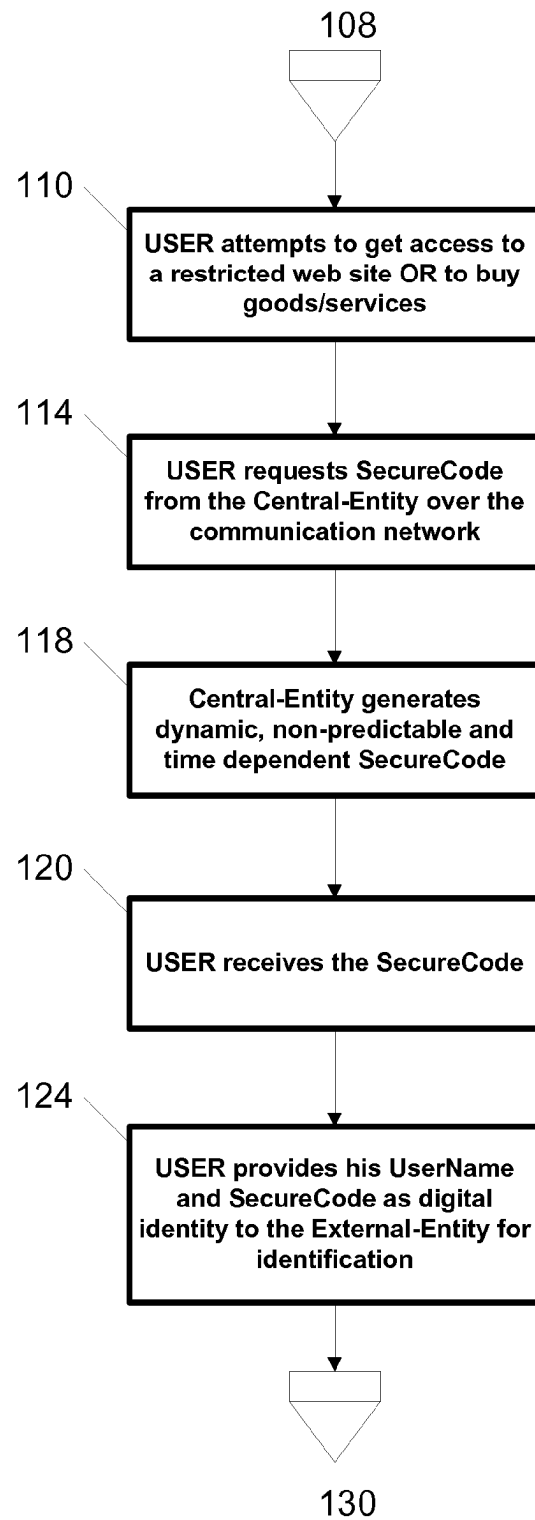 108
110
USER attempts to get access to
a restricted web site OR to buy
goods/services
114
USER requests SecureCode
from the Central-Entity over the
communication network
118
Central-Entity generates
dynamic, non-predictable and
time dependent SecureCode
120
USER receives the SecureCode
124
USER provides his UserName
and SecureCode as digital
identity to the External-Entity for
identification
130